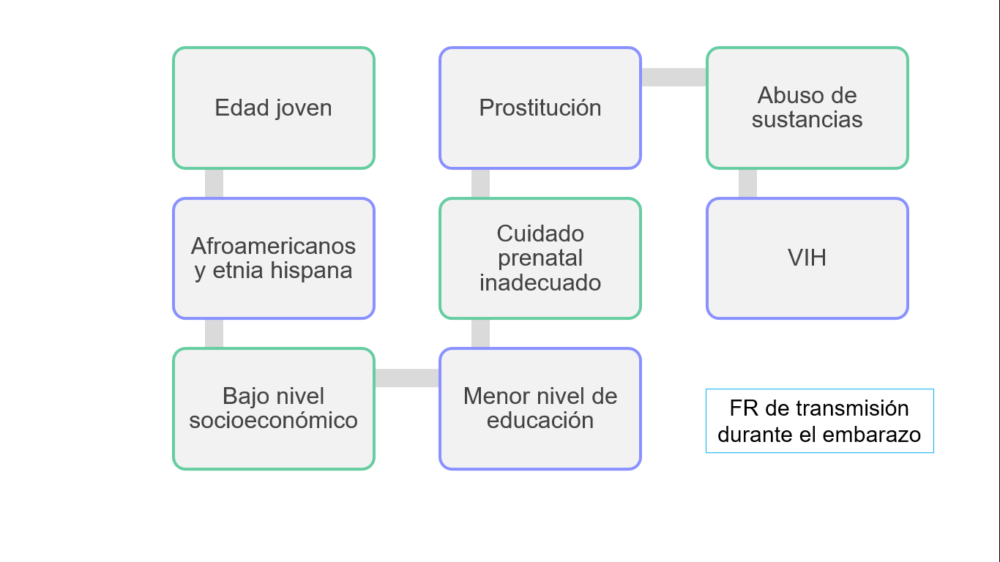 Edad joven
Afroamericanos
y etnia hispana
Bajo nivel
socioeconómico
Menor nivel de
educación
Cuidado
prenatal
inadecuado
Prostitución
Abuso de
sustancias
VIH
FR de transmisión
durante el embarazo